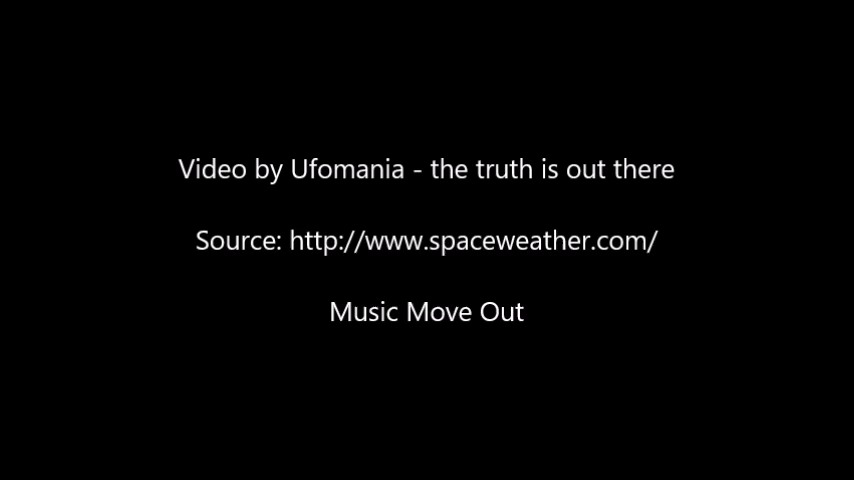 Video by Ufomania - the truth is out there
Source: http://www.spaceweather.com/
Music Move Out